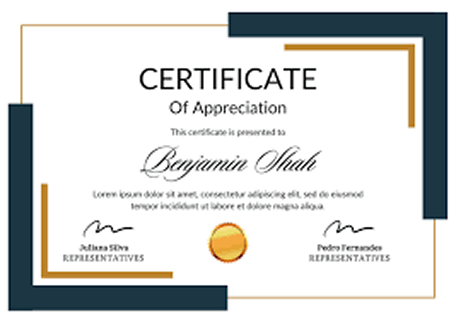 CERTIFICATE
Of Appreciation
This certificate is presented to
Benjamin Shah
Lorem ipsum dolor sit amet, consectetur adipiscing elit, sed do eiusmod
tempor incididunt ut labore et dolore magna aliqua.
Juliana Silva
REPRESENTATIVES
Pedro Fernandes
REPRESENTATIVES